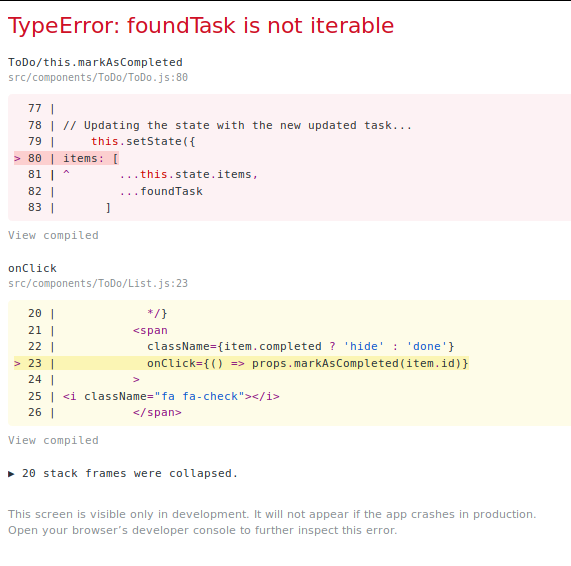 TypeError: foundTask is not iterable
ToDo/this.markAsCompleted
src/components/ToDo/ToDo.js:80
  77 |
  78 | // Updating the state with the new updated task...
  79 |     this.setState({
> 80 | items: [
  81 | ^       ...this.state.items,
  82 |         ...foundTask
  83 |       ]
View compiled
onClick
src/components/ToDo/List.js:23
  20 |             */}
  21 |           <span
  22 |             className={item.completed ? 'hide' : 'done'}
> 23 |             onClick={() => props.markAsCompleted(item.id)}
  24 |           >
  25 | <i className="fa fa-check"></i>
  26 |           </span>
View compiled
▶ 20 stack frames were collapsed.
This screen is visible only in development. It will not appear if the app crashes in production.
Open your browser’s developer console to further inspect this error.